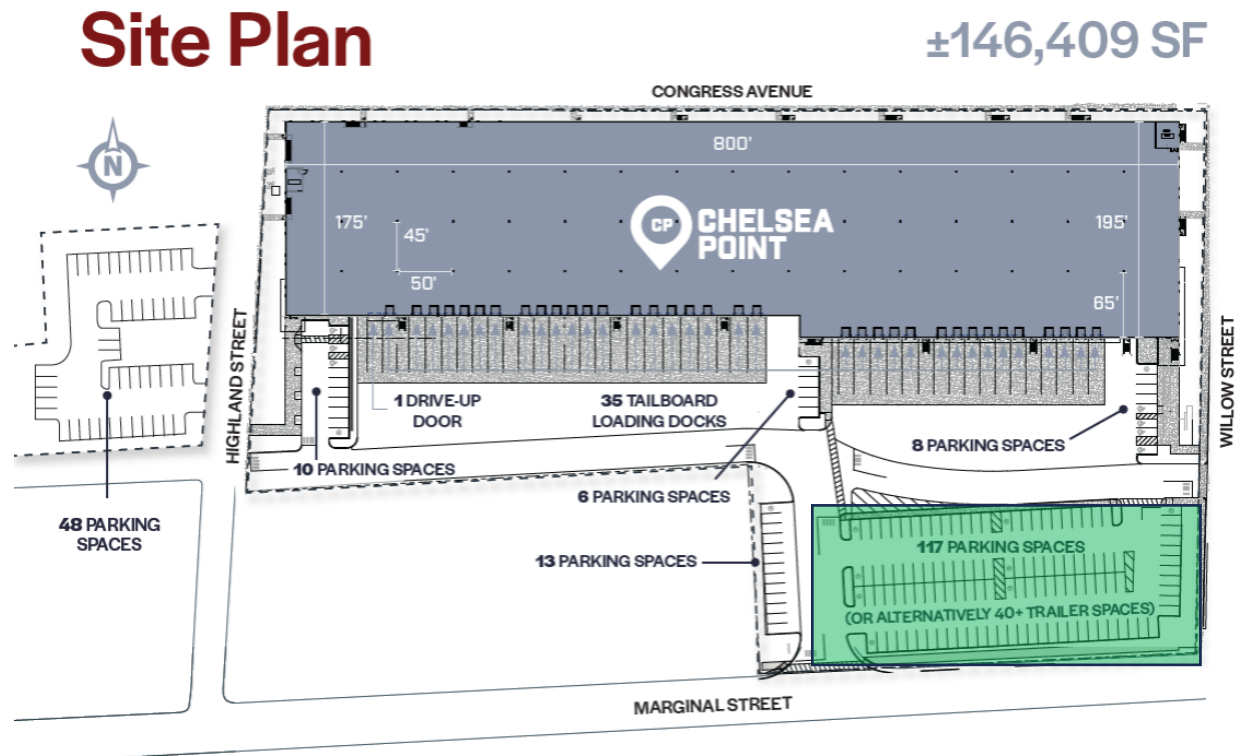 Site Plan
±146,409 SF
CONGRESS AVENUE
N
800'
175'
45'
50'
CP
CHELSEA
POINT
195'
65'
HIGHLAND STREET
WILLOW STREET
1 DRIVE-UP
DOOR
35 TAILBOARD
LOADING DOCKS
8 PARKING SPACES
10 PARKING SPACES
6 PARKING SPACES
48 PARKING
SPACES
13 PARKING SPACES
117 PARKING SPACES
(OR ALTERNATIVELY 40+ TRAILER SPACES)
MARGINAL STREET